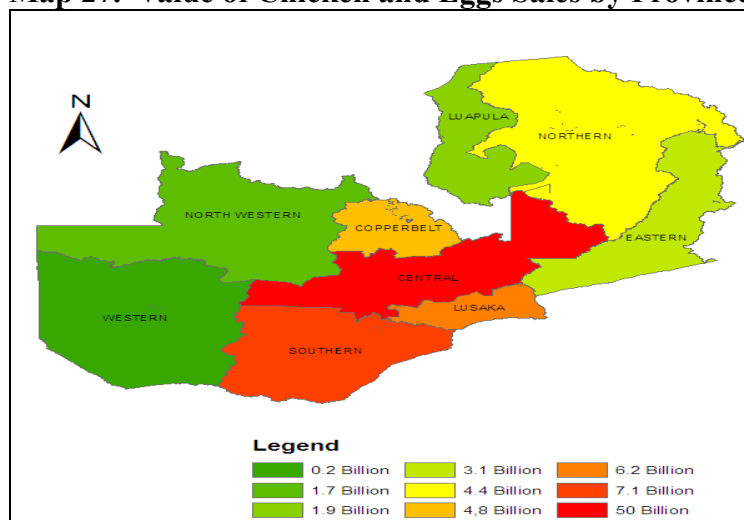 Map 27: Value of Chicken and Eggs Sales by Province
N
LUAPULA
NORTHERN
NORTH WESTERN
COPPERBELT
EASTERN
CENTRAL
LUSAKA
WESTERN
SOUTHERN
Legend
0.2 Billion 3.1 Billion 6.2 Billion
1.7 Billion 4.4 Billion 7.1 Billion
1.9 Billion 4,8 Billion 50 Billion